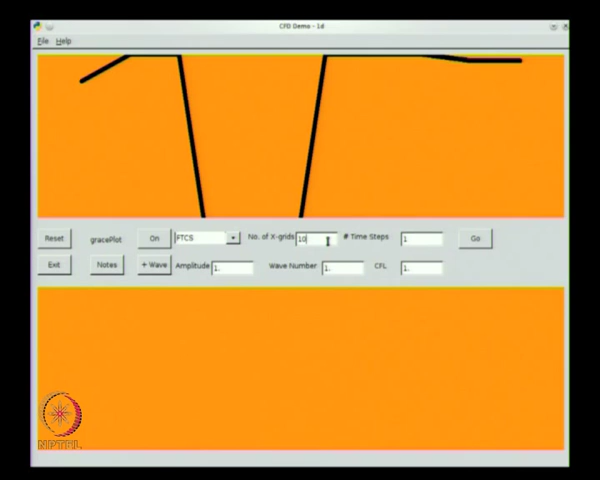 CFD Demo - 1d
File Help
Reset gracePlot On FTCS No. of X-grids 10 # Time Steps 1 Go
Exit Notes + Wave Amplitude 1. Wave Number 1. CFL 1.
NPTEL